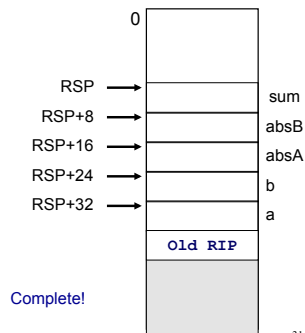 0
RSP
sum
RSP+8
absB
RSP+16
absA
RSP+24
b
RSP+32
a
Old RIP
Complete!